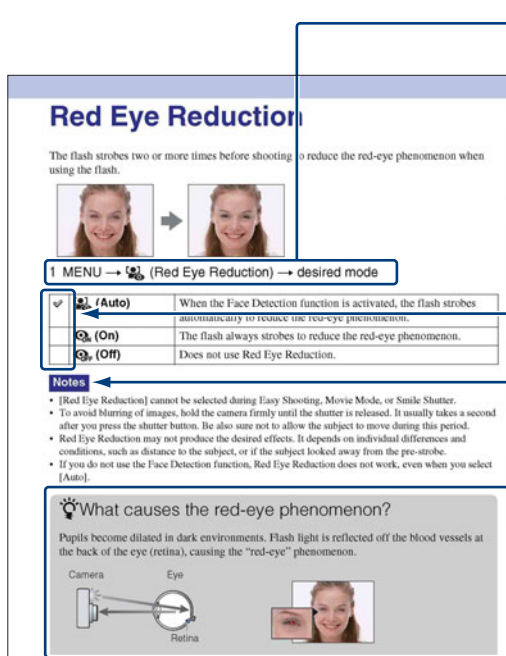 Red Eye Reduction
The flash strobes two or more times before shooting to reduce the red-eye phenomenon when
using the flash.
1 MENU → (Red Eye Reduction) → desired mode
(Auto) When the Face Detection function is activated, the flash strobes
automatically to reduce the red-eye phenomenon.
(On) The flash always strobes to reduce the red-eye phenomenon.
(Off) Does not use Red Eye Reduction.
Notes
• [Red Eye Reduction] cannot be selected during Easy Shooting, Movie Mode, or Smile Shutter.
• To avoid blurring of images, hold the camera firmly until the shutter is released. It usually takes a second
after you press the shutter button. Be also sure not to allow the subject to move during this period.
• Red Eye Reduction may not produce the desired effects. It depends on individual differences and
conditions, such as distance to the subject, or if the subject looked away from the pre-strobe.
• If you do not use the Face Detection function, Red Eye Reduction does not work, even when you select
[Auto].
What causes the red-eye phenomenon?
Pupils become dilated in dark environments. Flash light is reflected off the blood vessels at
the back of the eye (retina), causing the “red-eye” phenomenon.
Camera Eye
Retina